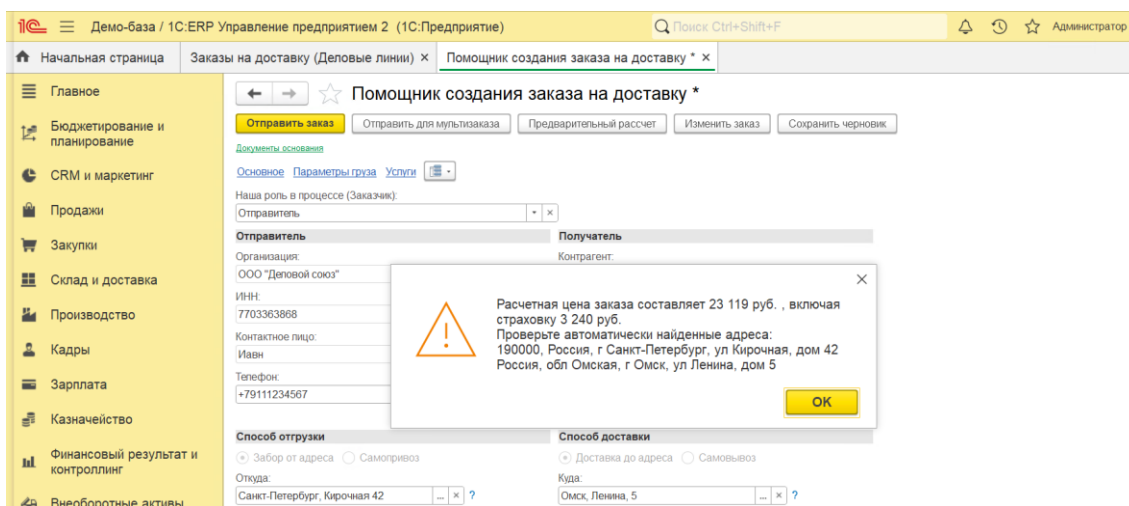 1С Демо-база / 1С:ERP Управление предприятием 2 (1С:Предприятие) Поиск Ctrl+Shift+F Администратор
Начальная страница Заказы на доставку (Деловые линии) × Помощник создания заказа на доставку * ×
Главное
Бюджетирование и планирование
CRM и маркетинг
Продажи
Закупки
Склад и доставка
Производство
Кадры
Зарплата
Казначейство
Финансовый результат и контроллинг
Внеоборотные активы
Помощник создания заказа на доставку *
Отправить заказ Отправить для мультизаказа Предварительный рассчет Изменить заказ Сохранить черновик
Документы основания
Основное Параметры груза Услуги
Наша роль в процессе (Заказчик):
Отправитель
Отправитель Получатель
Организация: Контрагент:
ООО "Деловой союз"
ИНН:
7703363868
Контактное лицо:
Иавн
Телефон:
+79111234567
Расчетная цена заказа составляет 23 119 руб. , включая
страховку 3 240 руб.
Проверьте автоматически найденные адреса:
190000, Россия, г Санкт-Петербург, ул Кирочная, дом 42
Россия, обл Омская, г Омск, ул Ленина, дом 5
ОК
Способ отгрузки Способ доставки
Забор от адреса Самопривоз Доставка до адреса Самовывоз
Откуда: Куда:
Санкт-Петербург, Кирочная 42 ... × ? Омск, Ленина, 5 ... × ?